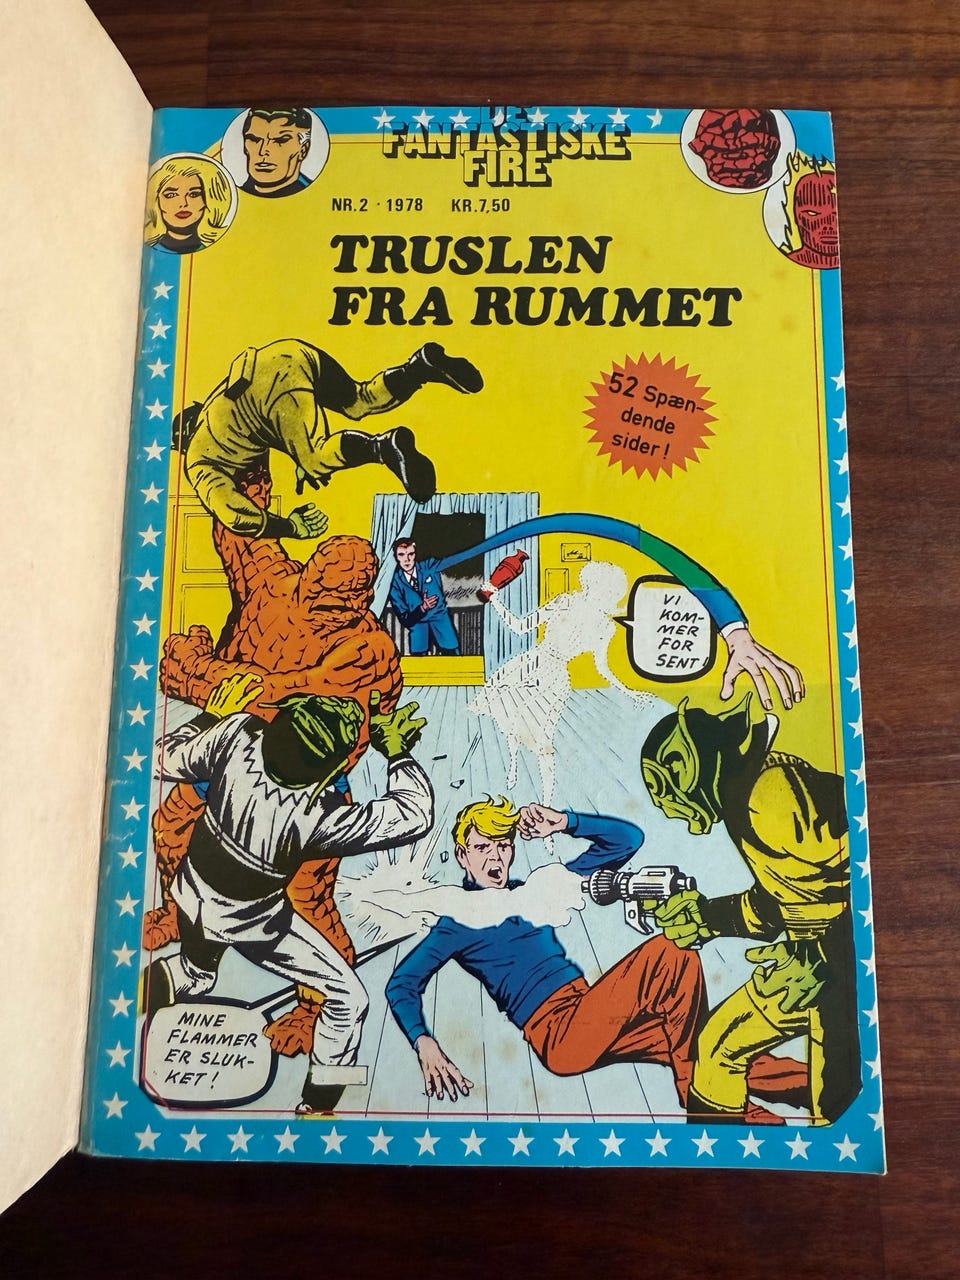 DE
FANTASTISKE
FIRE
NR.2 · 1978 KR.7,50
TRUSLEN
FRA RUMMET
52 Spæn-
dende
sider!
VI
KOM-
MER
FOR
SENT!
MINE
FLAMMER
ER SLUK-
KET!